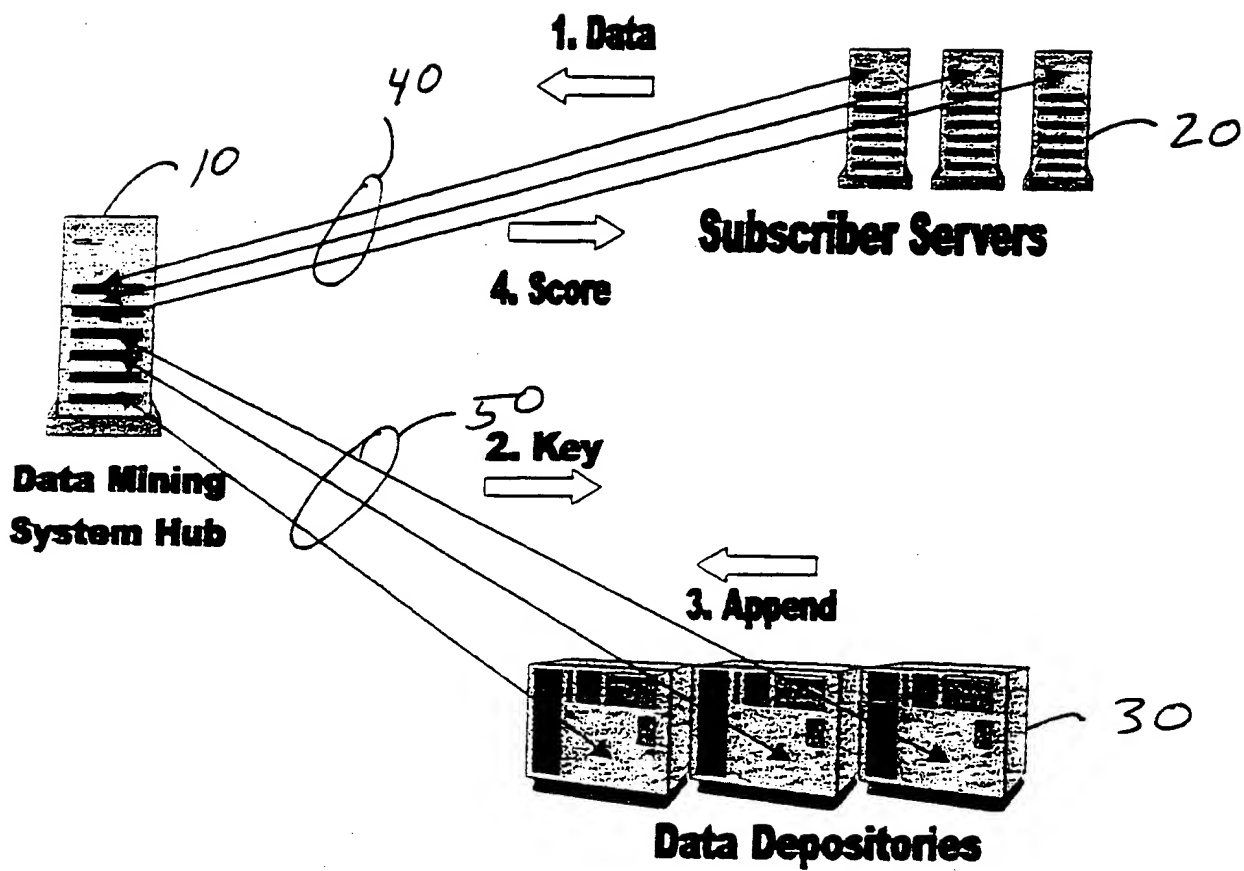 1. Data
40
10
20
Subscriber Servers
4. Score
50
2. Key
Data Mining
System Hub
3. Append
30
Data Depositories